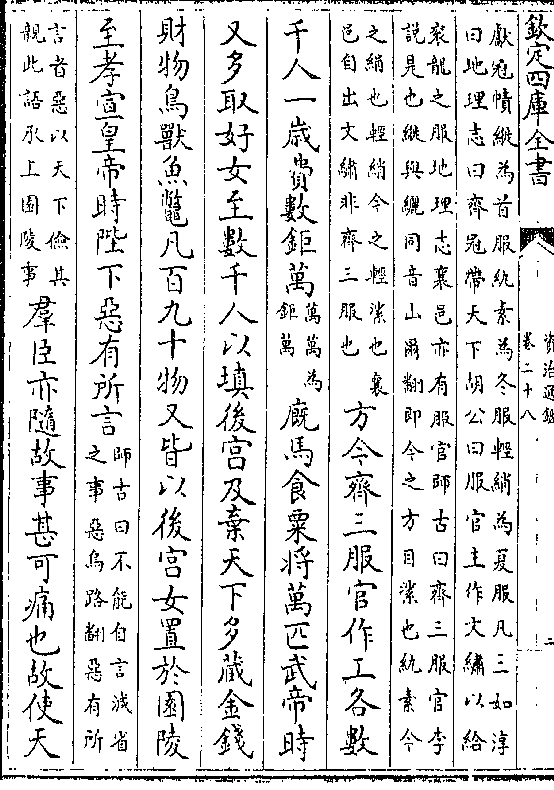 欽定四庫全書
資治通鑑
卷二十八
二
獻冠幘縰為首服紈素為冬服輕綃為夏服凡三如淳
曰地理志曰齊冠帶天下胡公曰服官主作文繡以給
衮龍之服地理志襄邑亦有服官師古曰齊三服官李
說是也縰與纚同音山爾翻即今之方目紗也紈素今
之絹也輕綃今之輕紗也襄
邑自出文繡非齊三服也
方今齊三服官作工各數
千人一歲費數鉅萬萬萬為鉅萬廐馬食粟將萬匹武帝時
又多取好女至數千人以填後宫及棄天下多藏金錢
財物鳥獸魚鼈凡百九十物又皆以後宫女置於園陵
至孝宣皇帝時陛下惡有所言師古曰不能自言減省之事惡烏路翻惡有所
言者惡以天下儉其
親此語承上園陵事
羣臣亦隨故事甚可痛也故使天